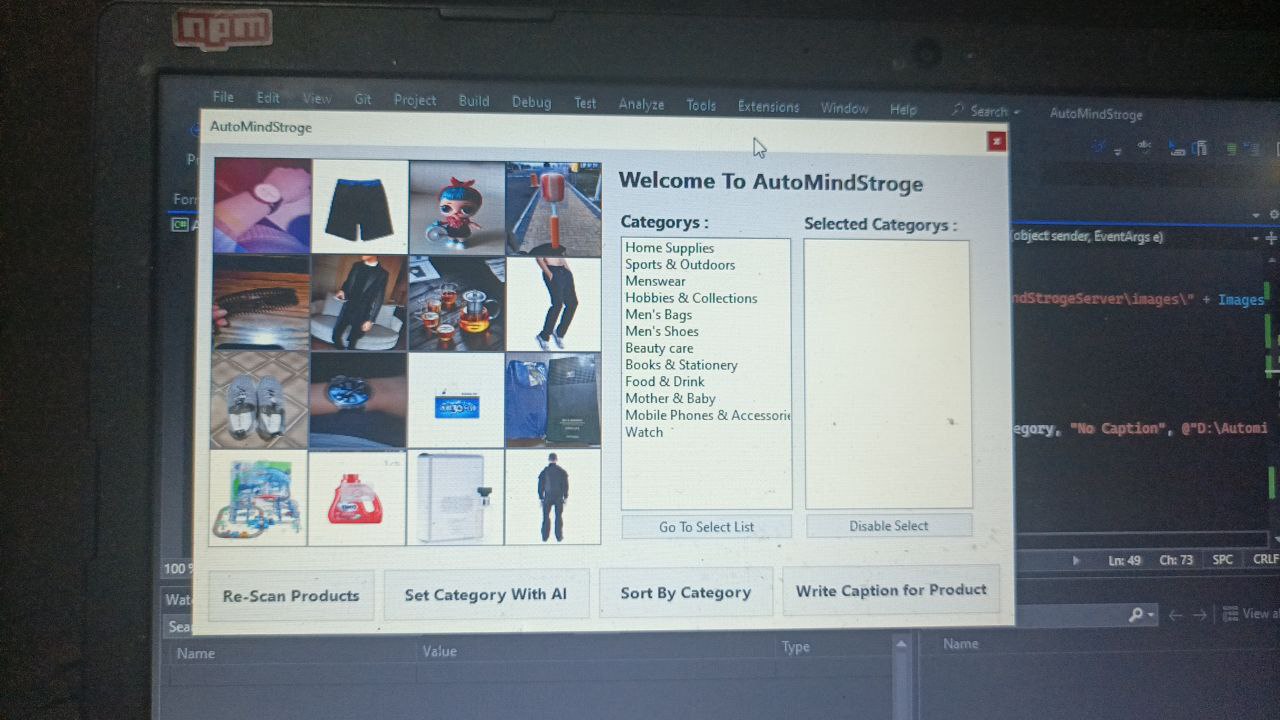 npm
File Edit View Git Project Build Debug Test Analyze Tools Extensions Window Help Search AutoMindStroge
AutoMindStroge
Welcome To AutoMindStroge
Categorys :
Selected Categorys :
Home Supplies
Sports & Outdoors
Menswear
Hobbies & Collections
Men's Bags
Men's Shoes
Beauty care
Books & Stationery
Food & Drink
Mother & Baby
Mobile Phones & Accessorie
Watch
Go To Select List
Disable Select
Re-Scan Products
Set Category With AI
Sort By Category
Write Caption for Product
Forr
C#
abc
(object sender, EventArgs e)
ndStrogeServer\images\" + Images
egory, "No Caption", @"D:\Automi
100 %
Ln: 49 Ch: 73 SPC CRLF
Wat
View a
Sea
Name Value Type
Name